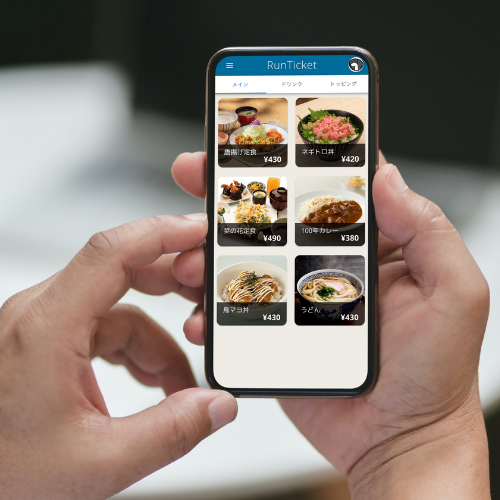 RunTicket
メイン ドリンク トッピング
唐揚げ定食 ネギトロ丼
¥430 ¥420
菜の花定食 100年カレー
¥490 ¥380
鳥マヨ丼 うどん
¥430 ¥430